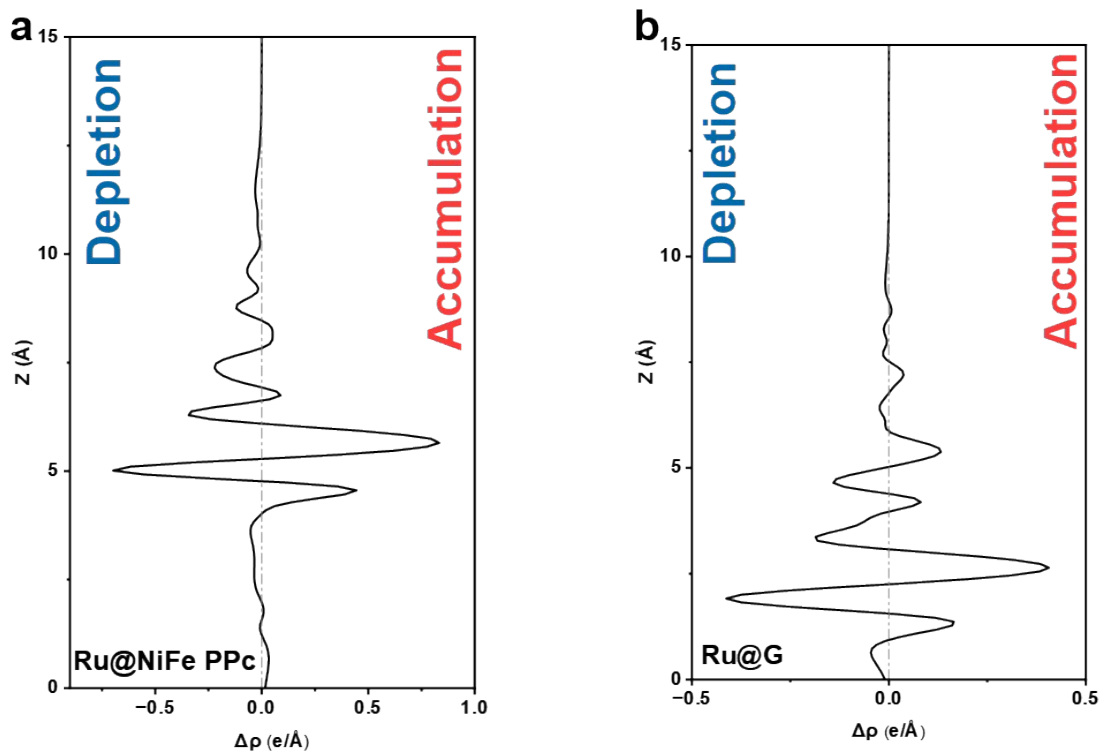 a
15
10
5
0
Z (Å)
Depletion
Accumulation
Ru@NiFe PPc
−0.5
0.0
0.5
1.0
Δρ (e/Å)
b
15
10
5
0
Z (Å)
Depletion
Accumulation
Ru@G
−0.5
0.0
0.5
Δρ (e/Å)